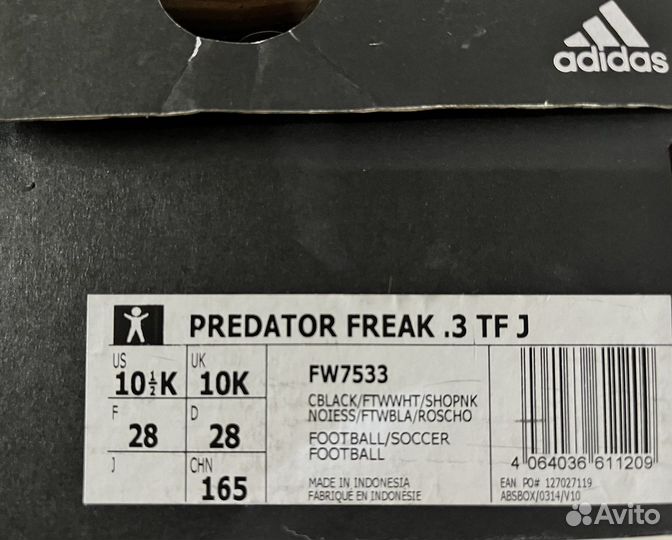 adidas
PREDATOR FREAK .3 TF J
US
10½K
UK
10K
F
28
D
28
J
CHN
165
FW7533
CBLACK/FTWWHT/SHOPNK
NOIESS/FTWBLA/ROSCHO
FOOTBALL/SOCCER
FOOTBALL
MADE IN INDONESIA
FABRIQUÉ EN INDONÉSIE
4 064036 611209
EAN PO# 127027119
ABSBOX/0314/V10
Avito